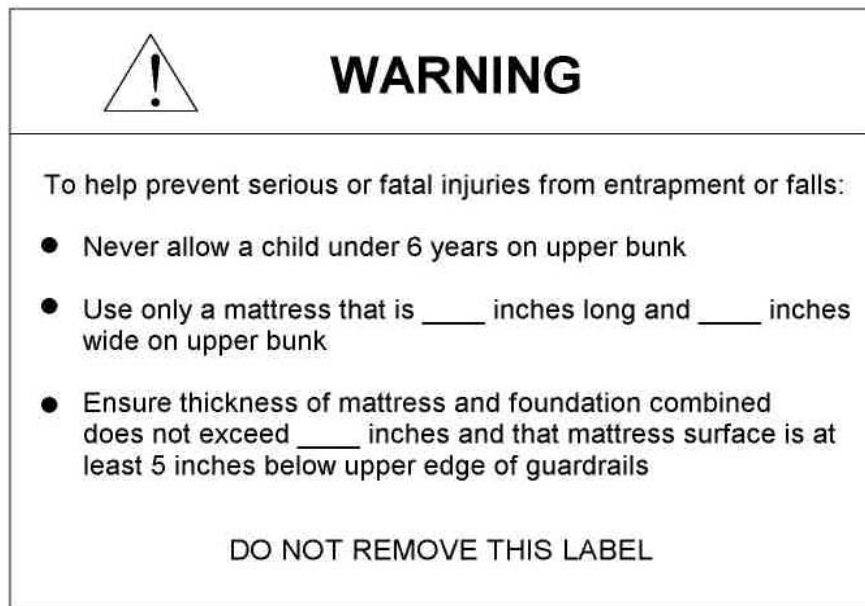 WARNING
To help prevent serious or fatal injuries from entrapment or falls:
● Never allow a child under 6 years on upper bunk
● Use only a mattress that is ____ inches long and ____ inches
wide on upper bunk
● Ensure thickness of mattress and foundation combined
does not exceed ____ inches and that mattress surface is at
least 5 inches below upper edge of guardrails
DO NOT REMOVE THIS LABEL